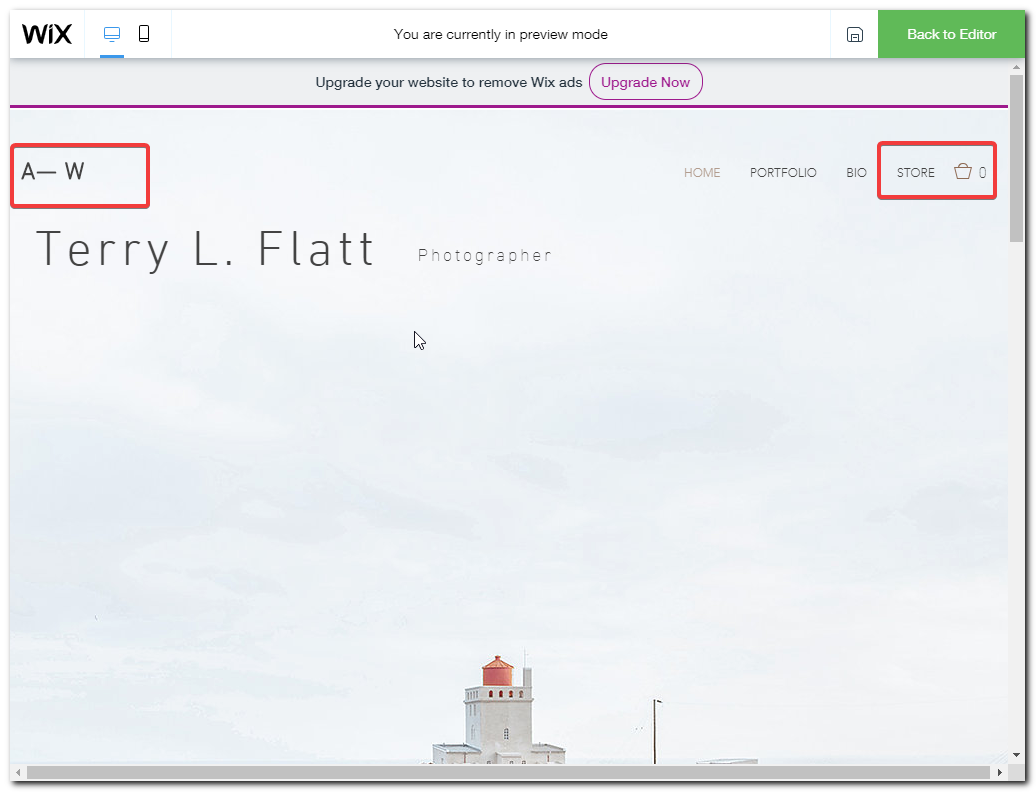 WiX
You are currently in preview mode
Back to Editor
Upgrade your website to remove Wix ads
Upgrade Now
A— W
HOME
PORTFOLIO
BIO
STORE
0
Terry L. Flatt
Photographer